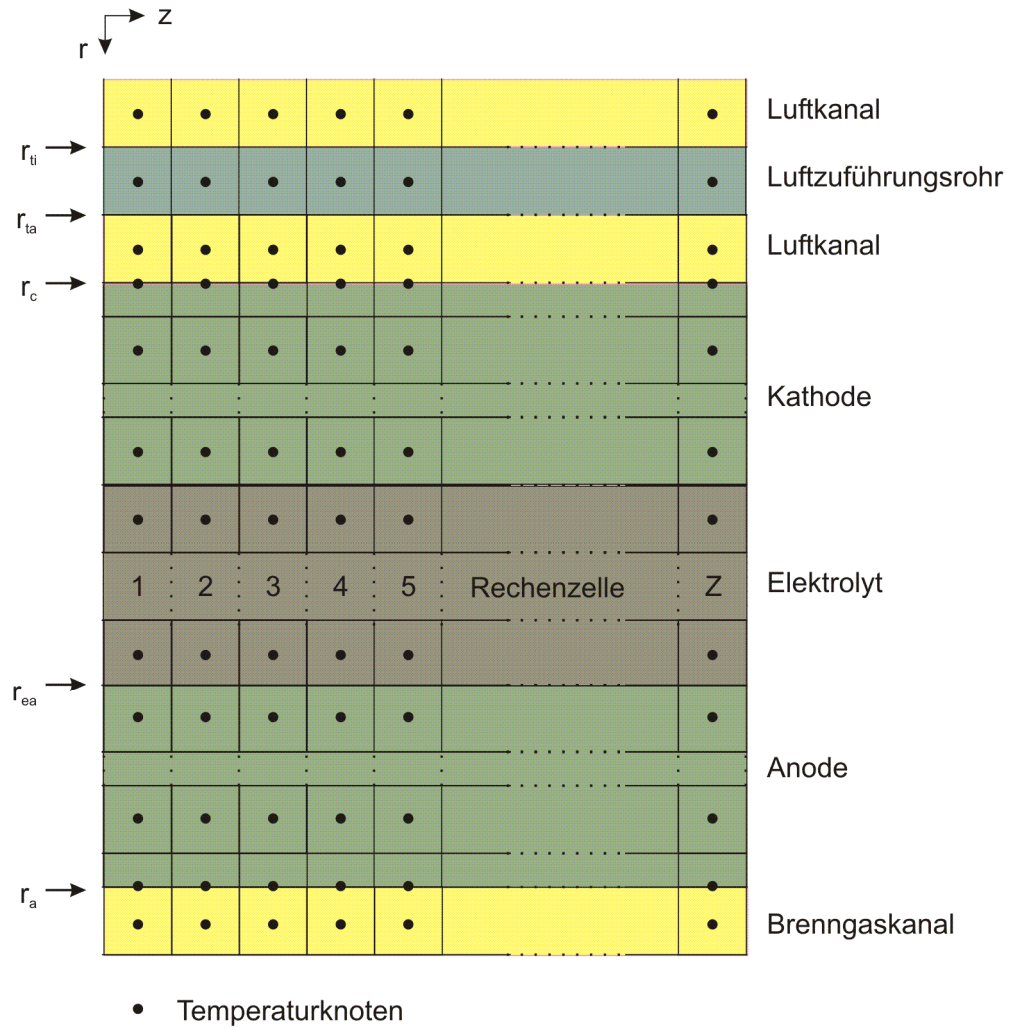 z
r
Luftkanal
r_ti
Luftzuführungsrohr
r_ta
Luftkanal
r_c
Kathode
1 2 3 4 5 Rechenzelle Z Elektrolyt
r_ea
Anode
r_a
Brenngaskanal
Temperaturknoten